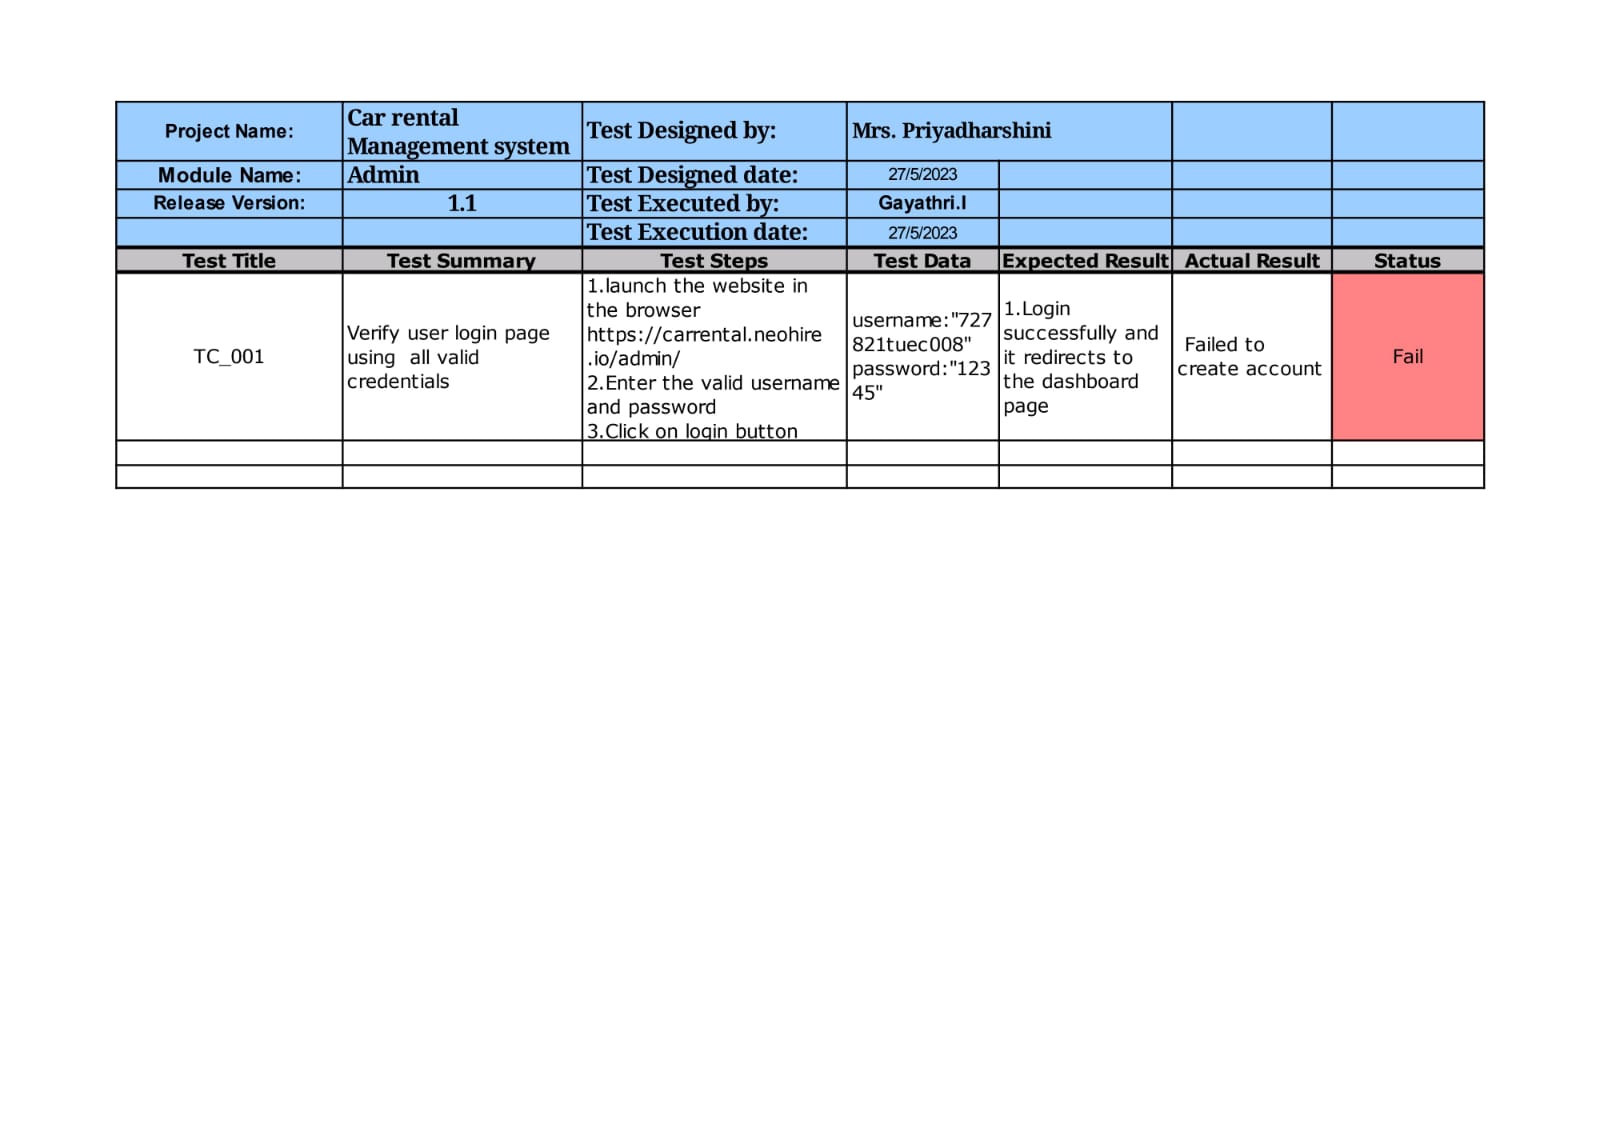 Project Name:
Car rental
Management system
Test Designed by:
Mrs. Priyadharshini
Module Name:
Admin
Test Designed date:
27/5/2023
Release Version:
1.1
Test Executed by:
Gayathri.I
Test Execution date:
27/5/2023
Test Title
Test Summary
Test Steps
Test Data
Expected Result
Actual Result
Status
TC_001
Verify user login page
using  all valid
credentials
1.launch the website in
the browser
https://carrental.neohire
.io/admin/
2.Enter the valid username
and password
3.Click on login button
username:"727
821tuec008"
password:"123
45"
1.Login
successfully and
it redirects to
the dashboard
page
Failed to
create account
Fail